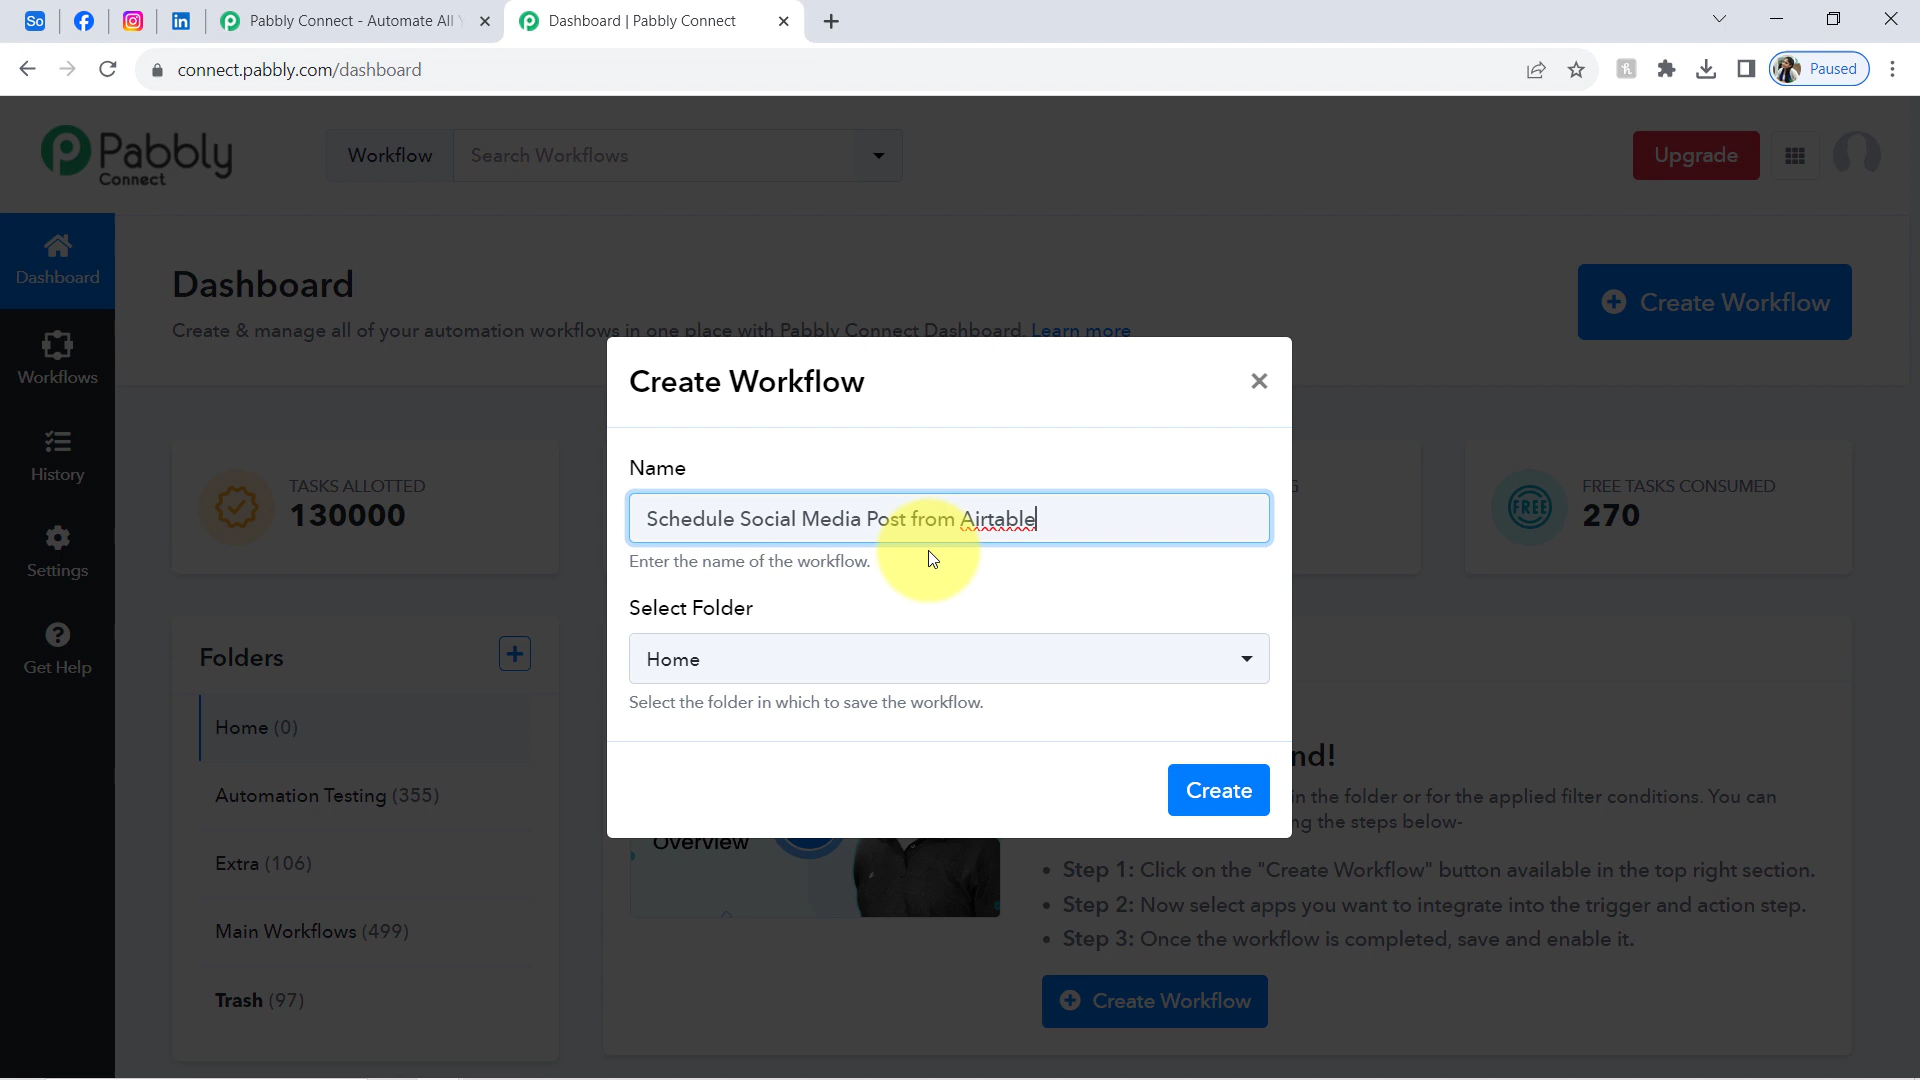 So
Pabbly Connect - Automate All
Dashboard | Pabbly Connect
connect.pabbly.com/dashboard
Paused
Pabbly
Connect
Workflow
Search Workflows
Upgrade
Dashboard
Workflows
History
Settings
Get Help
Dashboard
Create & manage all of your automation workflows in one place with Pabbly Connect Dashboard. Learn more
Create Workflow
TASKS ALLOTTED
130000
FREE
FREE TASKS CONSUMED
270
Folders
Home (0)
Automation Testing (355)
Extra (106)
Main Workflows (499)
Trash (97)
Create Workflow
Name
Schedule Social Media Post from Airtable
Enter the name of the workflow.
Select Folder
Home
Select the folder in which to save the workflow.
Create
Overview
in the folder or for the applied filter conditions. You can
the steps below-
• Step 1: Click on the "Create Workflow" button available in the top right section.
• Step 2: Now select apps you want to integrate into the trigger and action step.
• Step 3: Once the workflow is completed, save and enable it.
Create Workflow